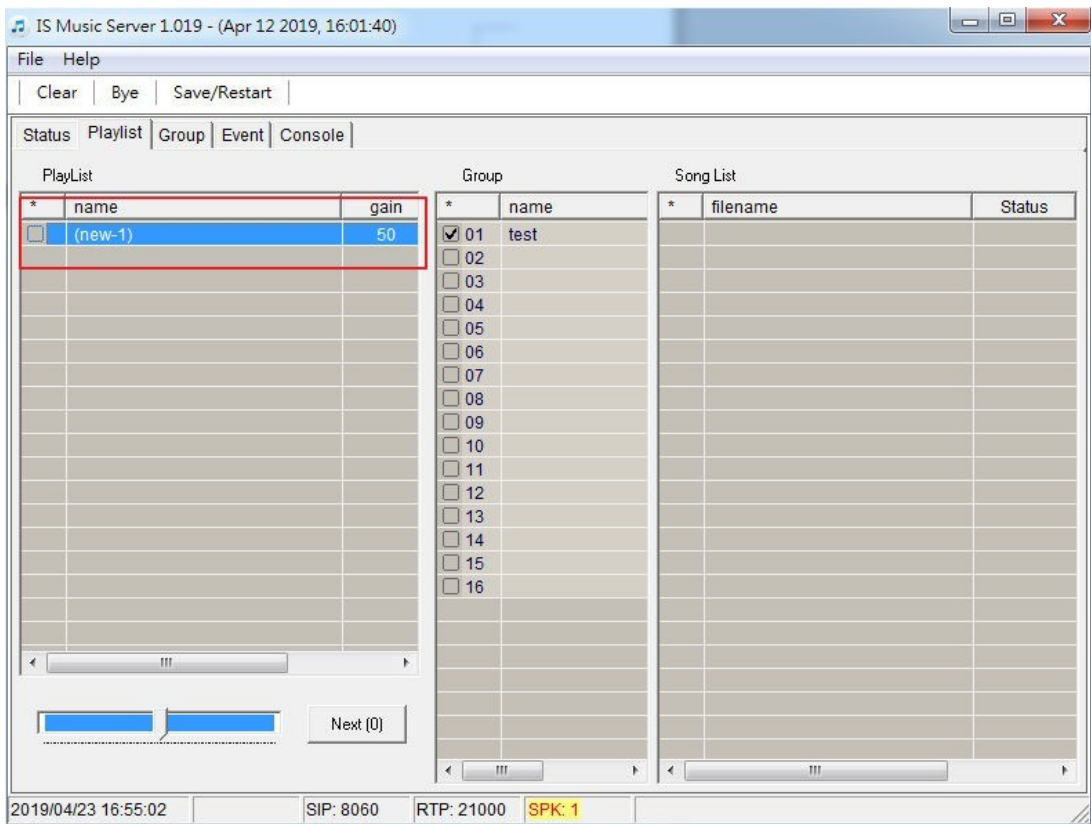 IS Music Server 1.019 - (Apr 12 2019, 16:01:40)
File Help
Clear Bye Save/Restart
Status Playlist Group Event Console
PlayList Group Song List
* name gain * name * filename Status
(new-1) 50 01 test
02
03
04
05
06
07
08
09
10
11
12
13
14
15
16
Next (0)
2019/04/23 16:55:02 SIP: 8060 RTP: 21000 SPK: 1